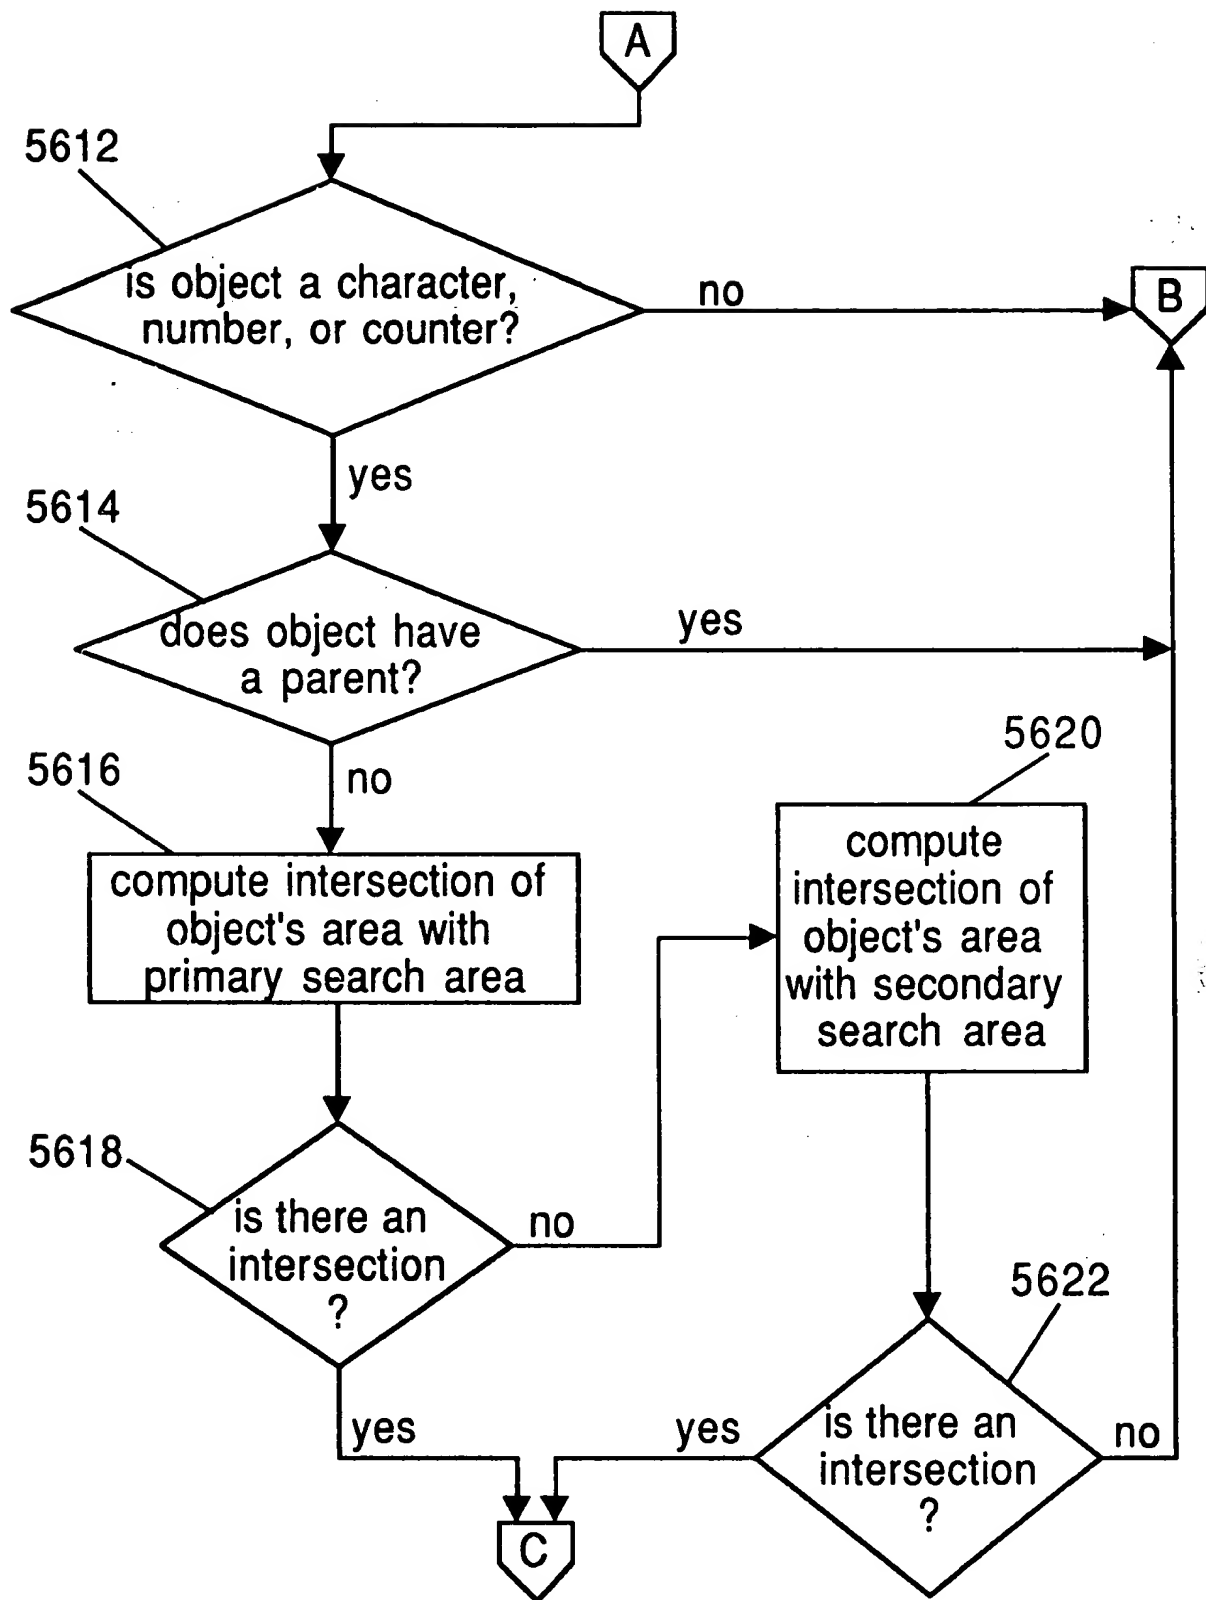 A
5612
is object a character,
number, or counter?
no
B
yes
5614
does object have
a parent?
yes
no
5616
compute intersection of
object's area with
primary search area
5620
compute
intersection of
object's area
with secondary
search area
5618
is there an
intersection
?
no
yes
5622
is there an
intersection
?
yes
no
C